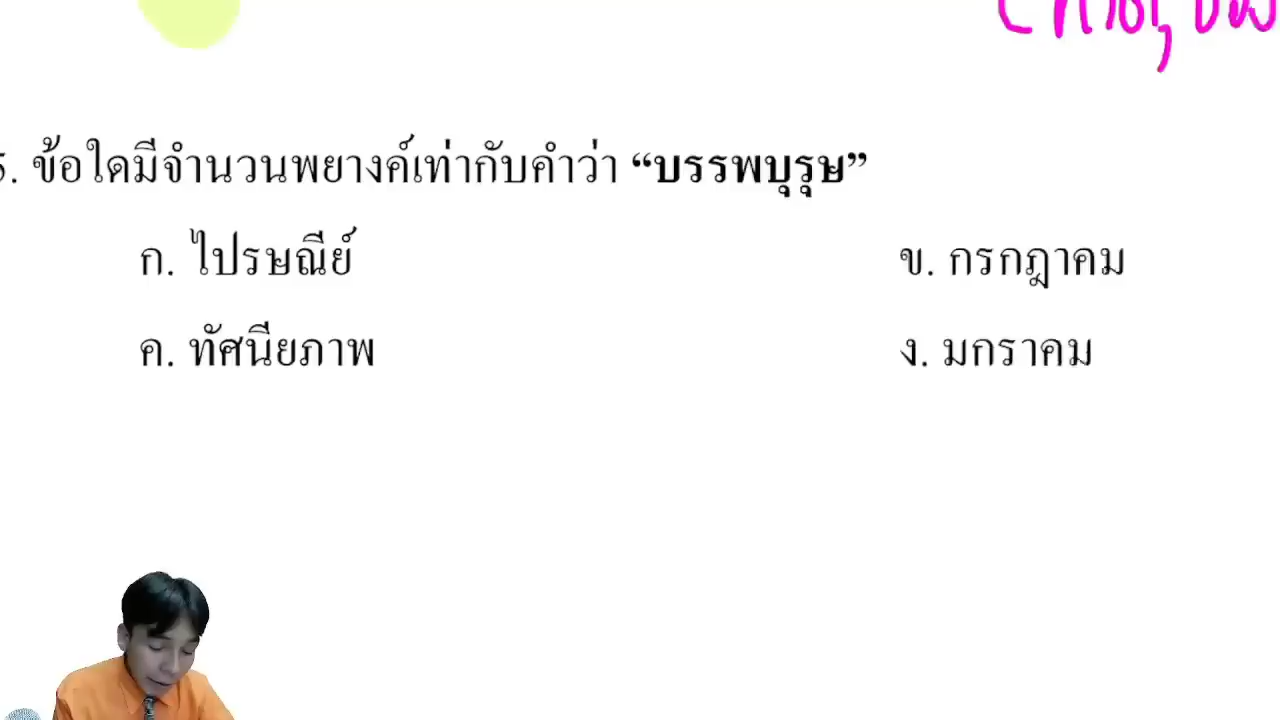 . ข้อใดมีจำนวนพยางค์เท่ากับคำว่า “บรรพบุรุษ”
ก. ไปรษณีย์
ข. กรกฎาคม
ค. ทัศนียภาพ
ง. มกราคม